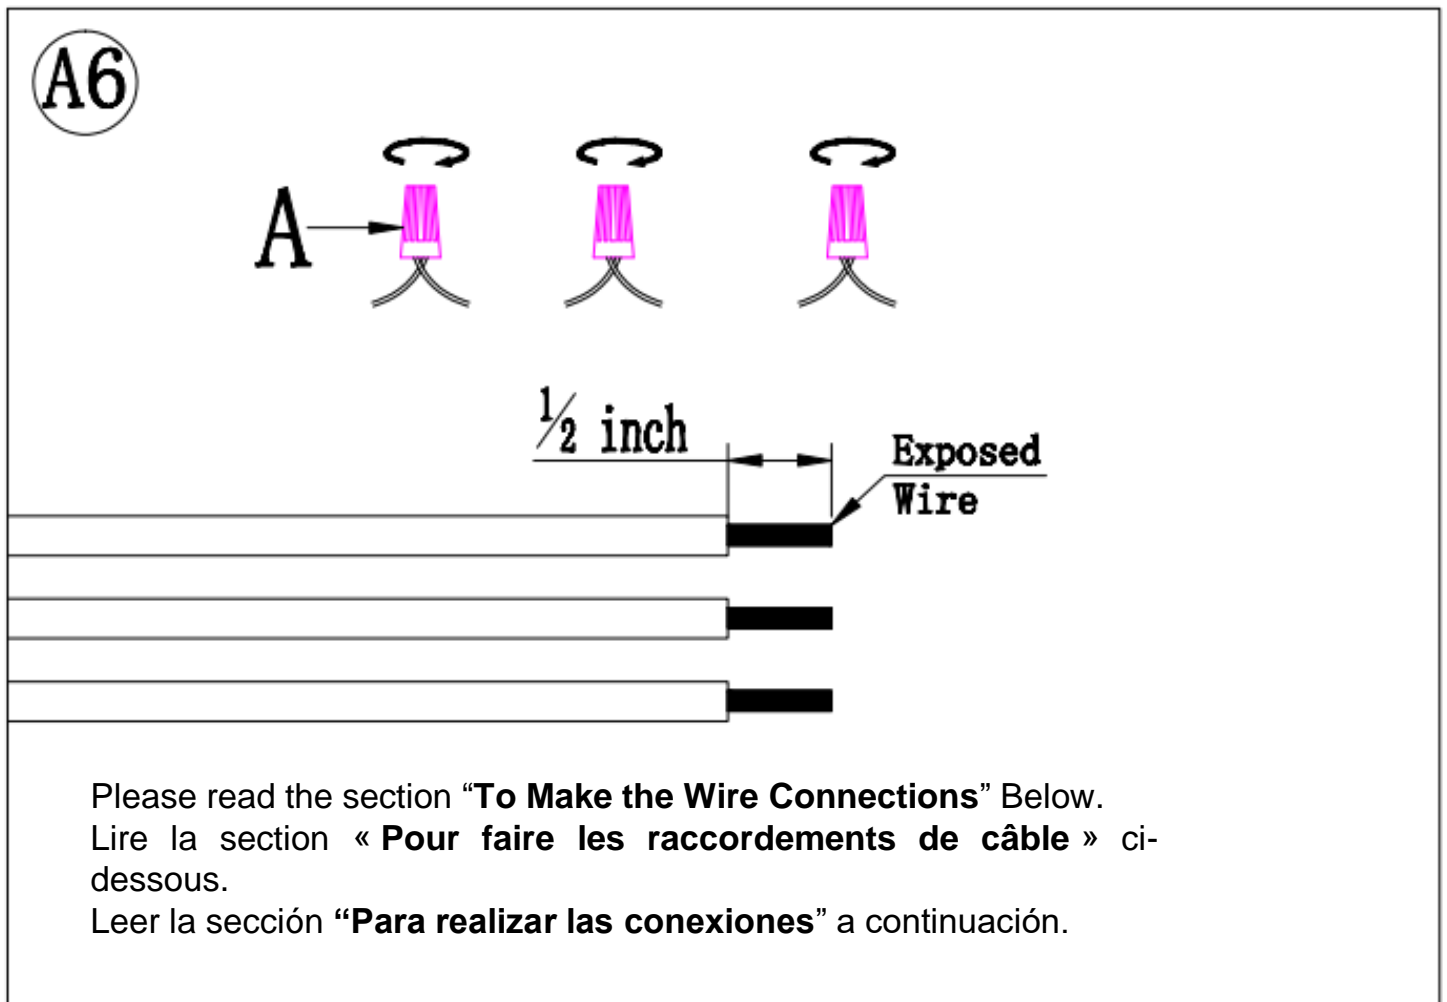 A6
A
½ inch
Exposed
Wire
Please read the section “To Make the Wire Connections” Below.
Lire la section « Pour faire les raccordements de câble » ci-
dessous.
Leer la sección “Para realizar las conexiones” a continuación.